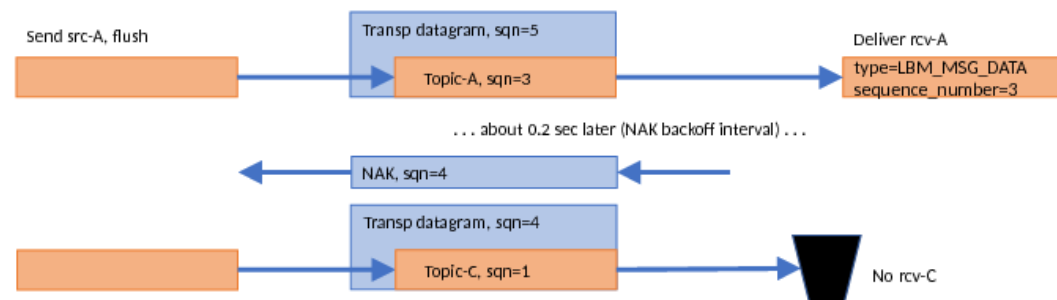 Send src-A, flush
Transp datagram, sqn=5
Topic-A, sqn=3
Deliver rcv-A
type=LBM_MSG_DATA
sequence_number=3
. . . about 0.2 sec later (NAK backoff interval) . . .
NAK, sqn=4
Transp datagram, sqn=4
Topic-C, sqn=1
No rcv-C